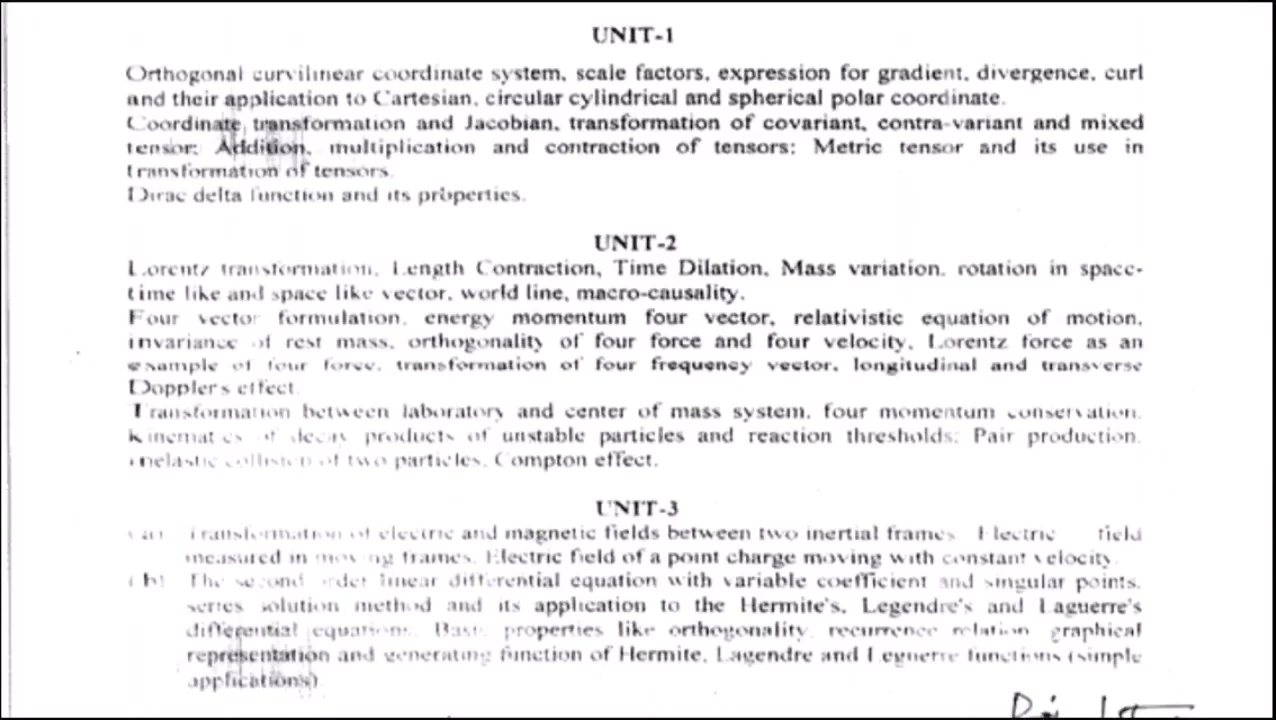 UNIT-1
Orthogonal curvilinear coordinate system, scale factors, expression for gradient, divergence, curl
and their application to Cartesian, circular cylindrical and spherical polar coordinate.
Coordinate transformation and Jacobian, transformation of covariant, contra-variant and mixed
tensor; Addition, multiplication and contraction of tensors; Metric tensor and its use in
transformation of tensors.
Dirac delta function and its properties.
UNIT-2
Lorentz transformation, Length Contraction, Time Dilation, Mass variation, rotation in space-
time like and space like vector, world line, macro-causality.
Four vector formulation, energy momentum four vector, relativistic equation of motion,
invariance of rest mass, orthogonality of four force and four velocity, Lorentz force as an
example of four force, transformation of four frequency vector, longitudinal and transverse
Doppler's effect.
Transformation between laboratory and center of mass system, four momentum conservation,
Kinematics of decay products of unstable particles and reaction thresholds; Pair production,
inelastic collision of two particles, Compton effect.
UNIT-3
(a) Transformation of electric and magnetic fields between two inertial frames. Electric field
measured in moving frames. Electric field of a point charge moving with constant velocity.
(b) The second order linear differential equation with variable coefficient and singular points,
series solution method and its application to the Hermite's, Legendre's and Laguerre's
differential equations. Basic properties like orthogonality, recurrence relation graphical
representation and generating function of Hermite, Lagendre and Leguerre functions (simple
applications)